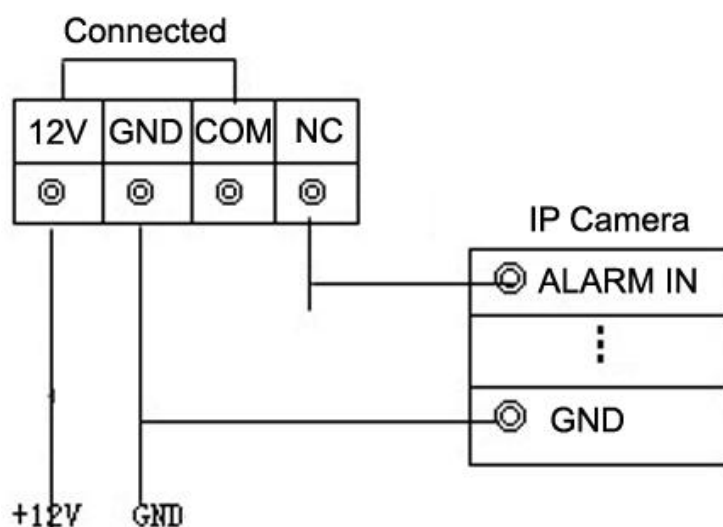 Connected
12V GND COM NC
IP Camera
ALARM IN
GND
+12V GND